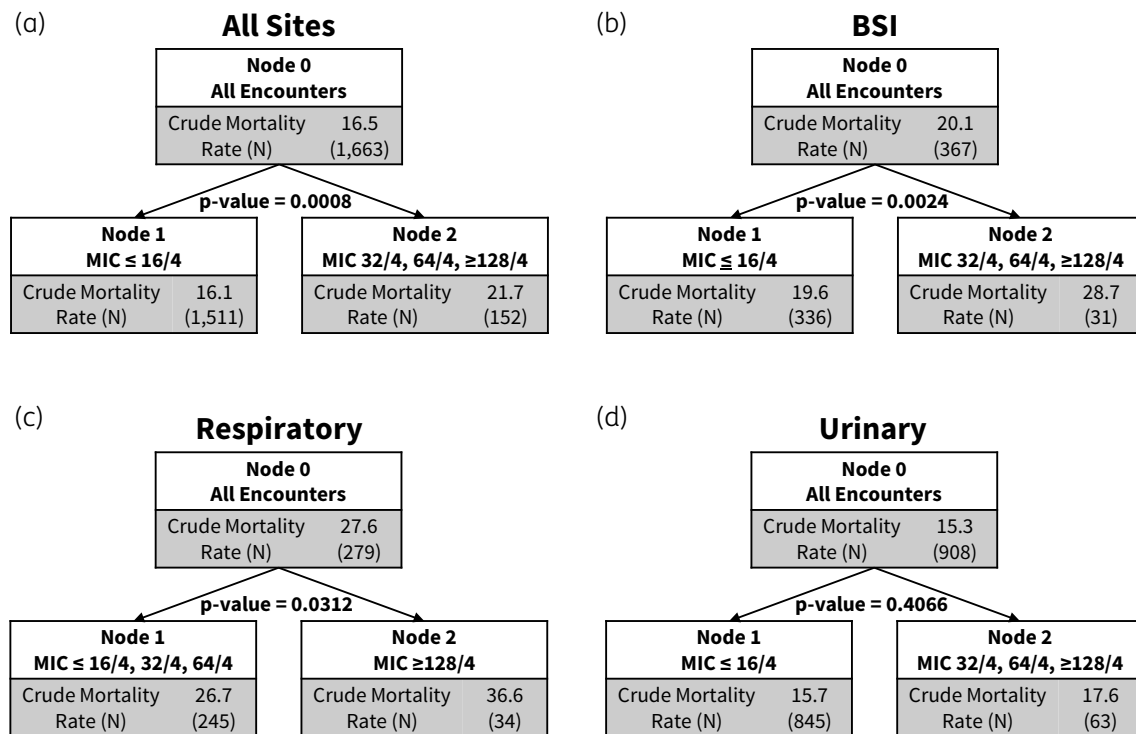 (a)
All Sites
Node 0
All Encounters
Crude Mortality 16.5
Rate (N) (1,663)
p-value = 0.0008
Node 1
MIC ≤ 16/4
Crude Mortality 16.1
Rate (N) (1,511)
Node 2
MIC 32/4, 64/4, ≥128/4
Crude Mortality 21.7
Rate (N) (152)
(b)
BSI
Node 0
All Encounters
Crude Mortality 20.1
Rate (N) (367)
p-value = 0.0024
Node 1
MIC ≤ 16/4
Crude Mortality 19.6
Rate (N) (336)
Node 2
MIC 32/4, 64/4, ≥128/4
Crude Mortality 28.7
Rate (N) (31)
(c)
Respiratory
Node 0
All Encounters
Crude Mortality 27.6
Rate (N) (279)
p-value = 0.0312
Node 1
MIC ≤ 16/4, 32/4, 64/4
Crude Mortality 26.7
Rate (N) (245)
Node 2
MIC ≥128/4
Crude Mortality 36.6
Rate (N) (34)
(d)
Urinary
Node 0
All Encounters
Crude Mortality 15.3
Rate (N) (908)
p-value = 0.4066
Node 1
MIC ≤ 16/4
Crude Mortality 15.7
Rate (N) (845)
Node 2
MIC 32/4, 64/4, ≥128/4
Crude Mortality 17.6
Rate (N) (63)